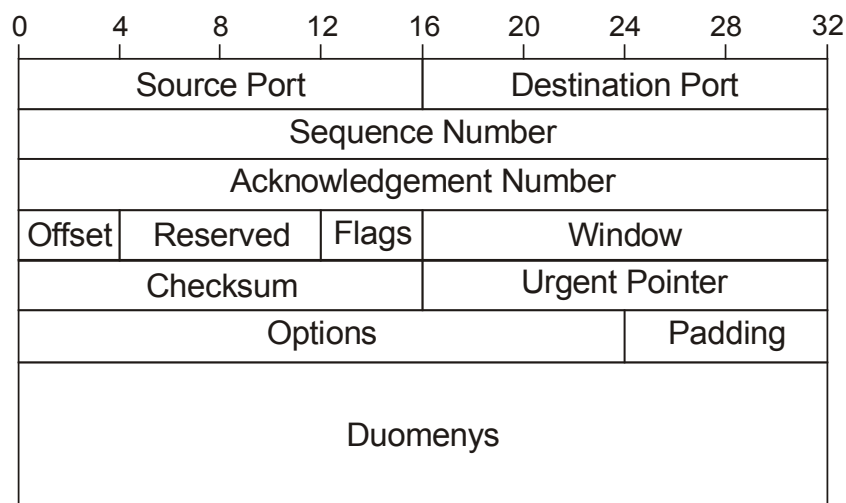 0 4 8 12 16 20 24 28 32
Source Port Destination Port
Sequence Number
Acknowledgement Number
Offset Reserved Flags Window
Checksum Urgent Pointer
Options Padding
Duomenys